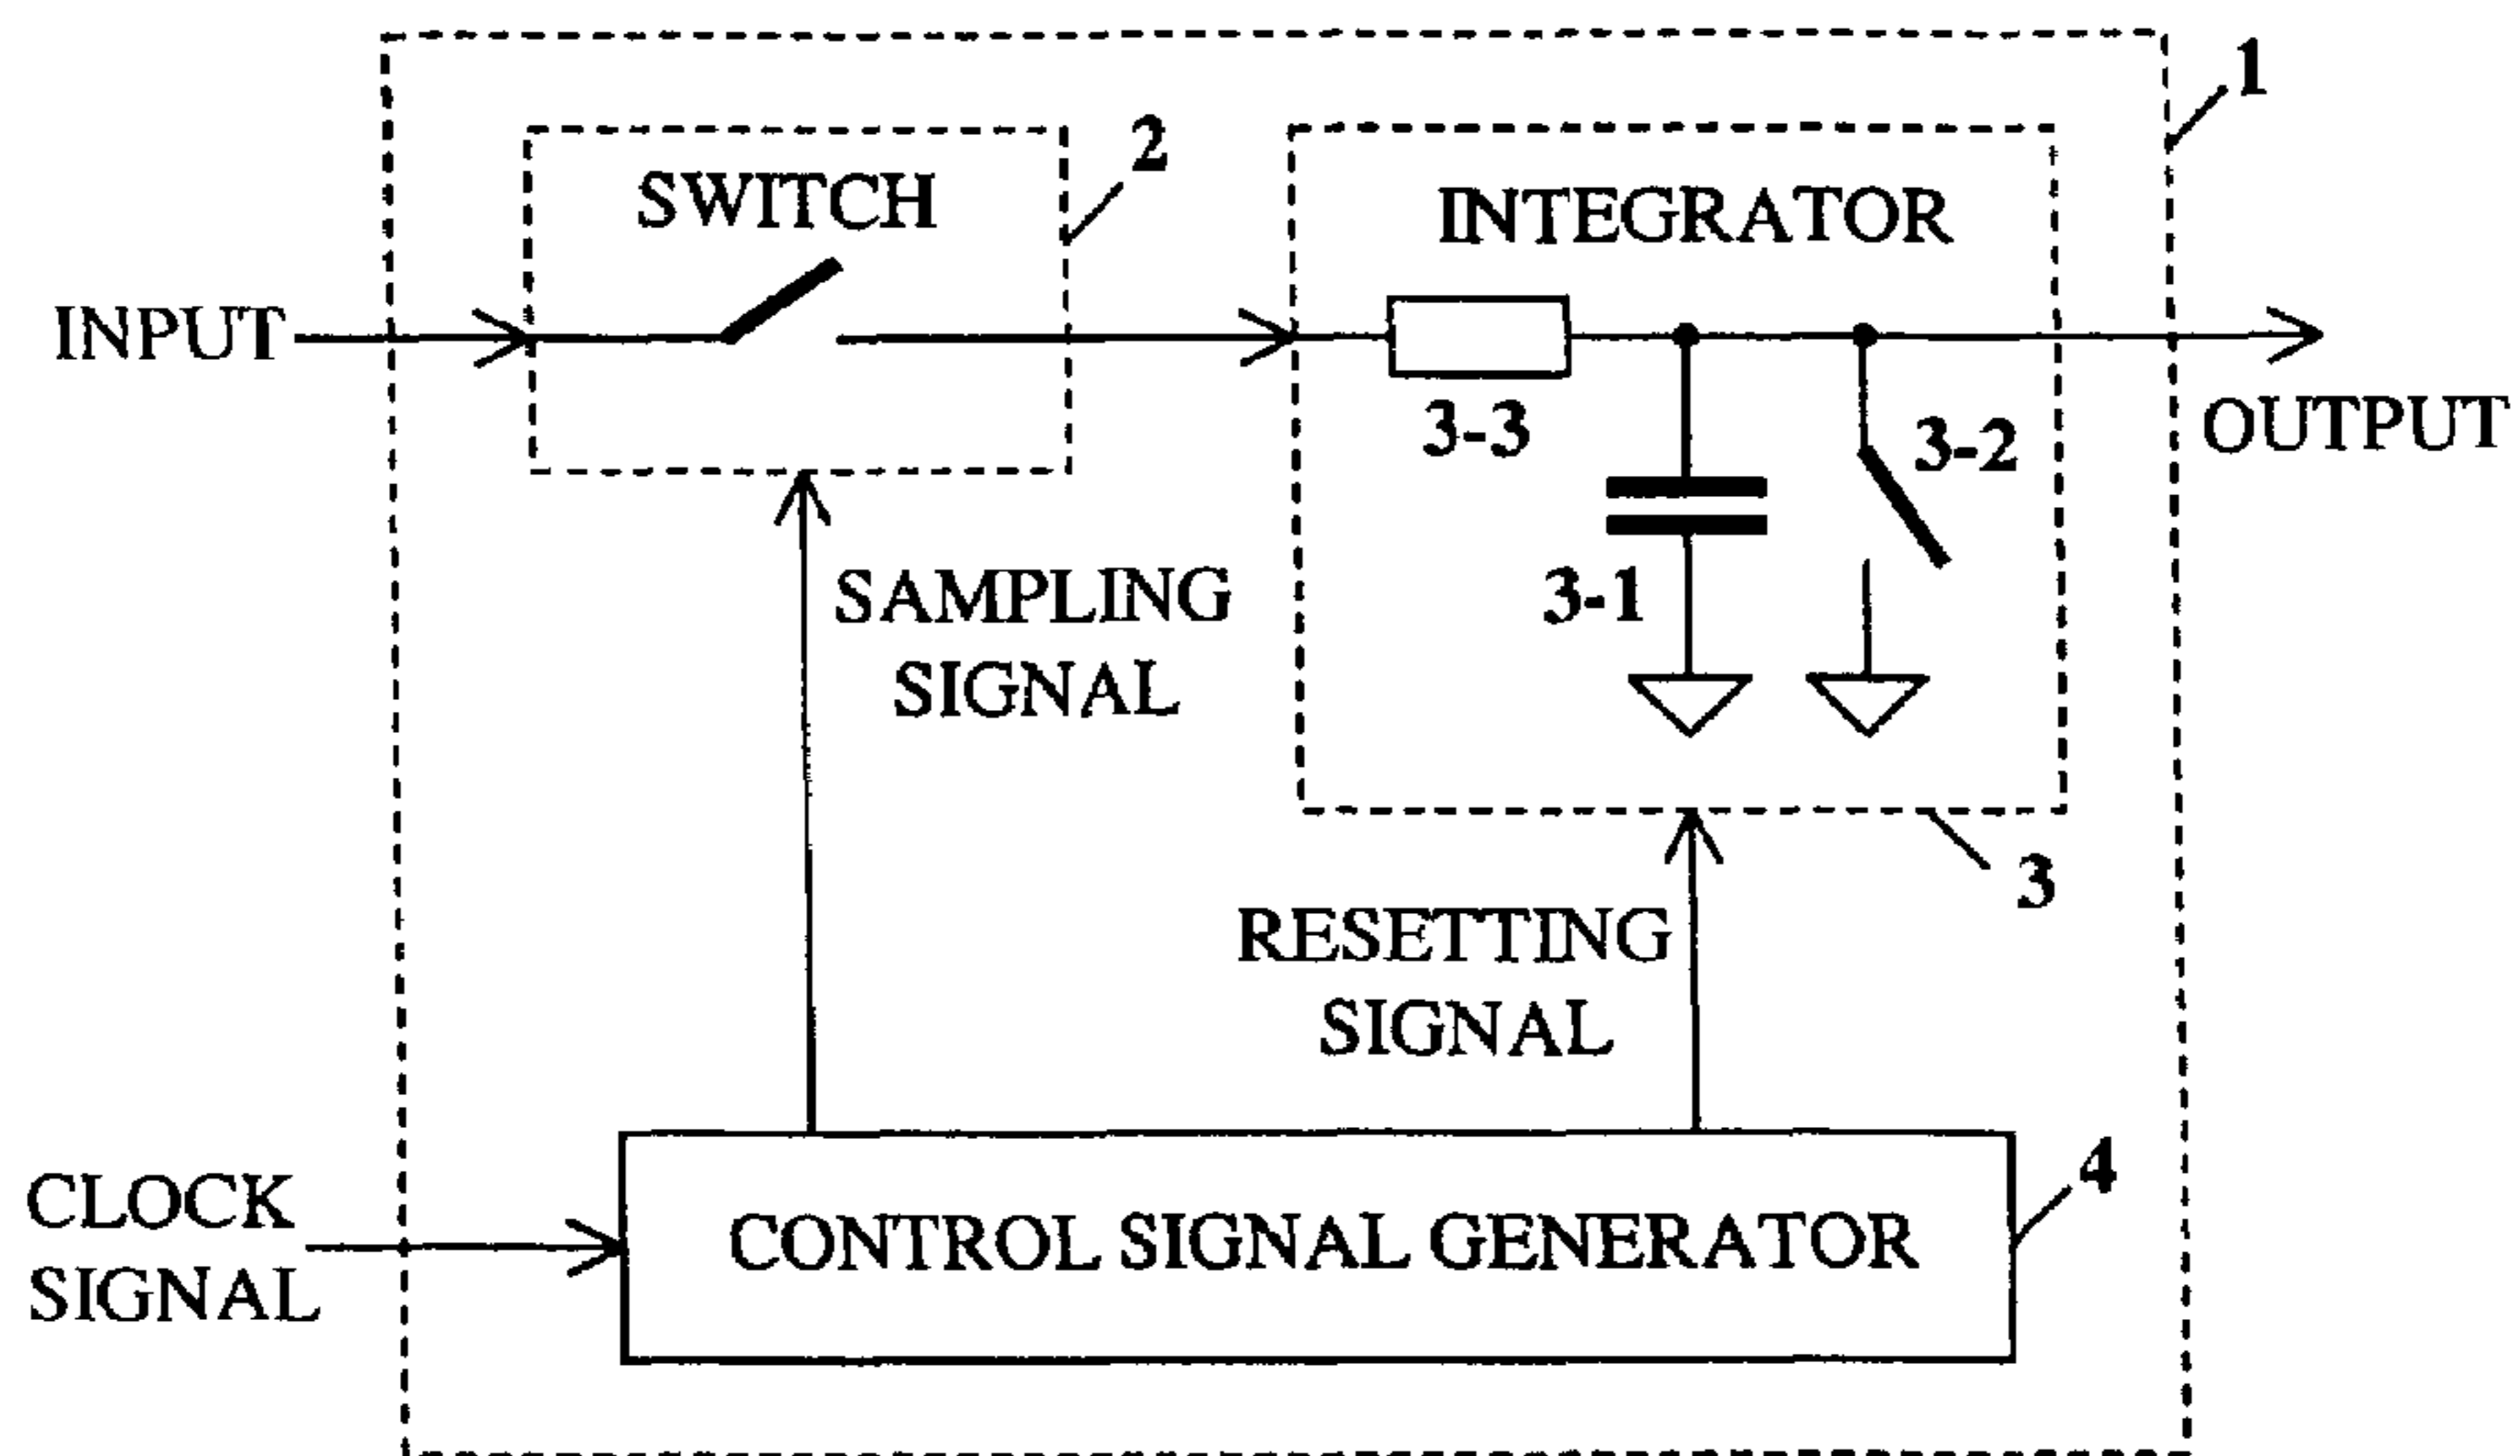 1
2
SWITCH
INTEGRATOR
INPUT
3-3
3-2
OUTPUT
3-1
SAMPLING
SIGNAL
3
RESETTING
SIGNAL
4
CLOCK
SIGNAL
CONTROL SIGNAL GENERATOR